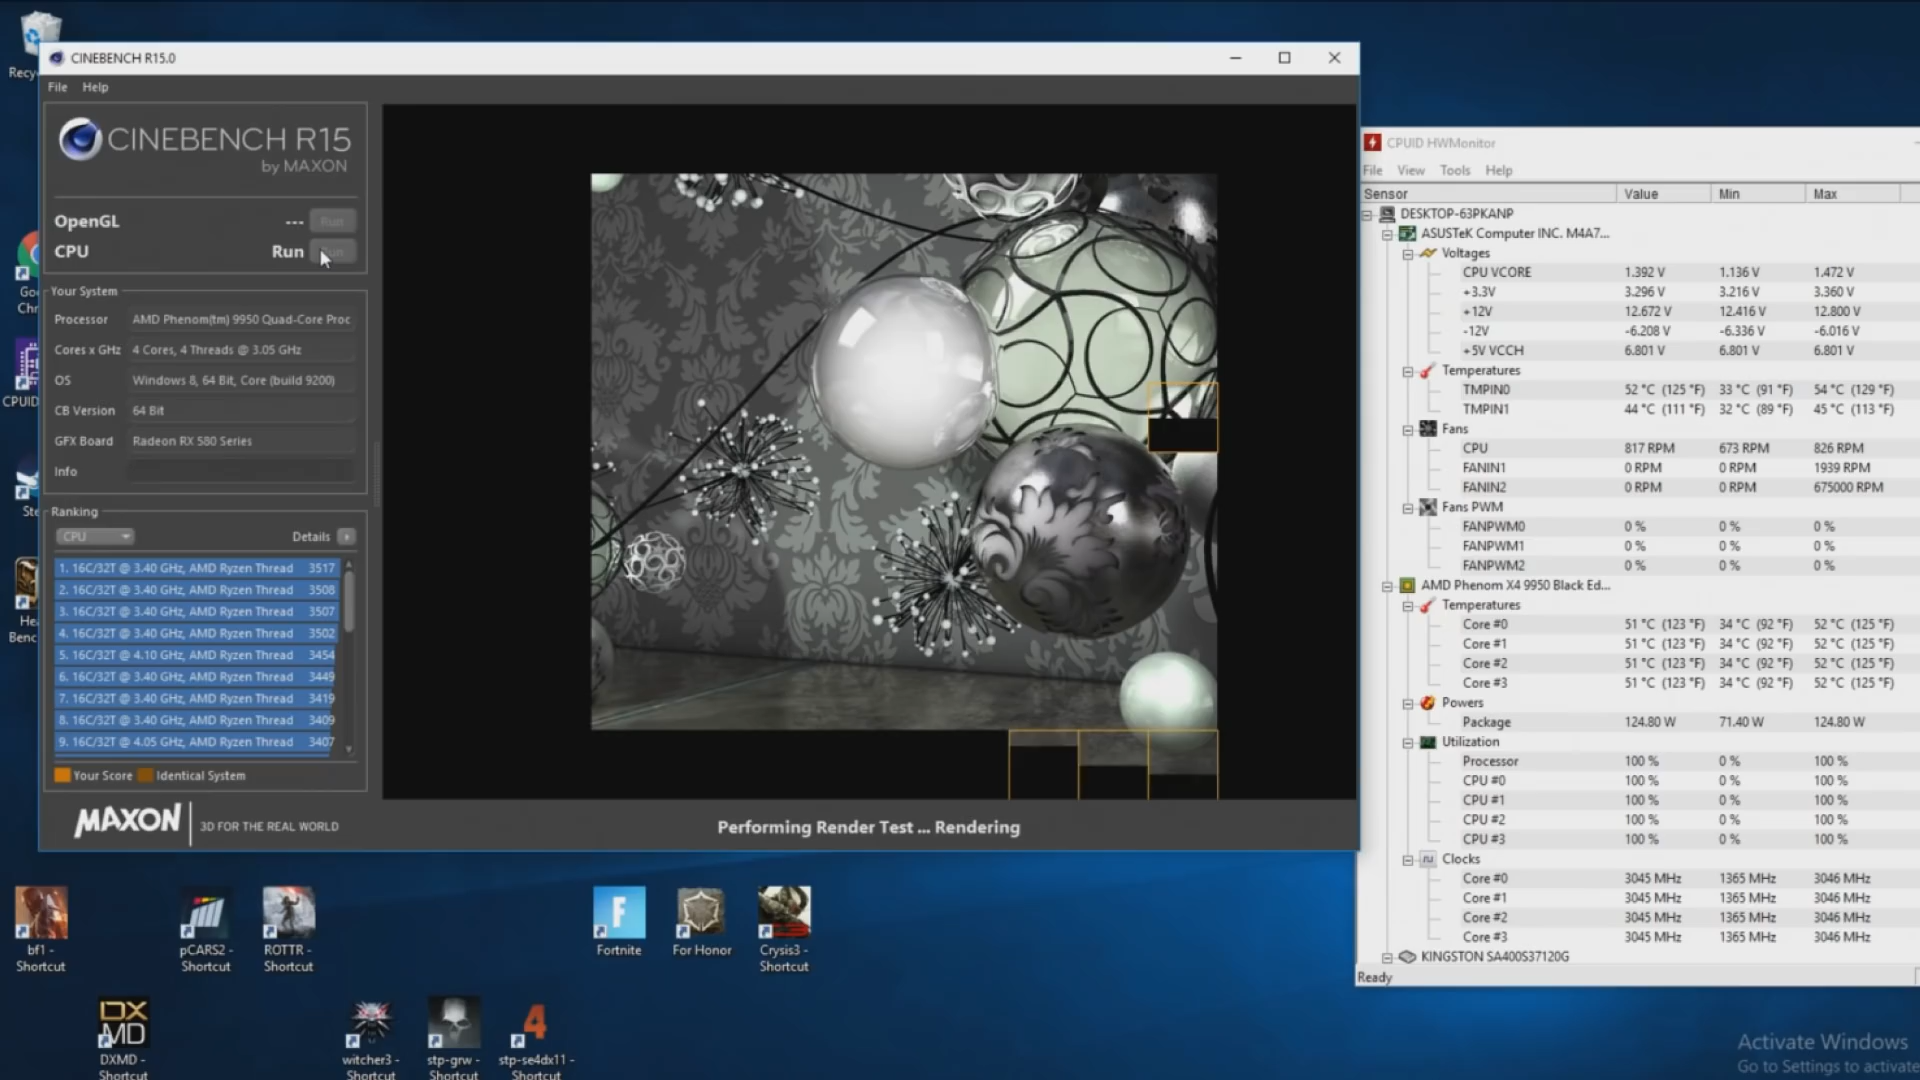 Recy
CINEBENCH R15.0
File Help
CINEBENCH R15
by MAXON
OpenGL --- Run
CPU Run
Your System
Processor AMD Phenom(tm) 9950 Quad-Core Proc
Cores x GHz 4 Cores, 4 Threads @ 3.05 GHz
OS Windows 8, 64 Bit, Core (build 9200)
CB Version 64 Bit
GFX Board Radeon RX 580 Series
Info
Ranking
CPU Details
1. 16C/32T @ 3.40 GHz, AMD Ryzen Thread 3517
2. 16C/32T @ 3.40 GHz, AMD Ryzen Thread 3508
3. 16C/32T @ 3.40 GHz, AMD Ryzen Thread 3507
4. 16C/32T @ 3.40 GHz, AMD Ryzen Thread 3502
5. 16C/32T @ 4.10 GHz, AMD Ryzen Thread 3454
6. 16C/32T @ 3.40 GHz, AMD Ryzen Thread 3449
7. 16C/32T @ 3.40 GHz, AMD Ryzen Thread 3419
8. 16C/32T @ 3.40 GHz, AMD Ryzen Thread 3409
9. 16C/32T @ 4.05 GHz, AMD Ryzen Thread 3407
Your Score Identical System
MAXON 3D FOR THE REAL WORLD
Performing Render Test ... Rendering
Goo
Chr
CPUID
Ste
Hea
Benc
CPUID HWMonitor
File View Tools Help
Sensor Value Min Max
DESKTOP-63PKANP
ASUSTeK Computer INC. M4A7...
Voltages
CPU VCORE 1.392 V 1.136 V 1.472 V
+3.3V 3.296 V 3.216 V 3.360 V
+12V 12.672 V 12.416 V 12.800 V
-12V -6.208 V -6.336 V -6.016 V
+5V VCCH 6.801 V 6.801 V 6.801 V
Temperatures
TMPIN0 52 °C (125 °F) 33 °C (91 °F) 54 °C (129 °F)
TMPIN1 44 °C (111 °F) 32 °C (89 °F) 45 °C (113 °F)
Fans
CPU 817 RPM 673 RPM 826 RPM
FANIN1 0 RPM 0 RPM 1939 RPM
FANIN2 0 RPM 0 RPM 675000 RPM
Fans PWM
FANPWM0 0 % 0 % 0 %
FANPWM1 0 % 0 % 0 %
FANPWM2 0 % 0 % 0 %
AMD Phenom X4 9950 Black Ed...
Temperatures
Core #0 51 °C (123 °F) 34 °C (92 °F) 52 °C (125 °F)
Core #1 51 °C (123 °F) 34 °C (92 °F) 52 °C (125 °F)
Core #2 51 °C (123 °F) 34 °C (92 °F) 52 °C (125 °F)
Core #3 51 °C (123 °F) 34 °C (92 °F) 52 °C (125 °F)
Powers
Package 124.80 W 71.40 W 124.80 W
Utilization
Processor 100 % 0 % 100 %
CPU #0 100 % 0 % 100 %
CPU #1 100 % 0 % 100 %
CPU #2 100 % 0 % 100 %
CPU #3 100 % 0 % 100 %
Clocks
Core #0 3045 MHz 1365 MHz 3046 MHz
Core #1 3045 MHz 1365 MHz 3046 MHz
Core #2 3045 MHz 1365 MHz 3046 MHz
Core #3 3045 MHz 1365 MHz 3046 MHz
KINGSTON SA400S37120G
Ready
bf1 -
Shortcut
pCARS2 -
Shortcut
ROTTR -
Shortcut
F
Fortnite
For Honor
Crysis3 -
Shortcut
DX
MD
DXMD -
Shortcut
witcher3 -
Shortcut
stp-grw -
Shortcut
4
stp-se4dx11 -
Shortcut
Activate Windows
Go to Settings to activate